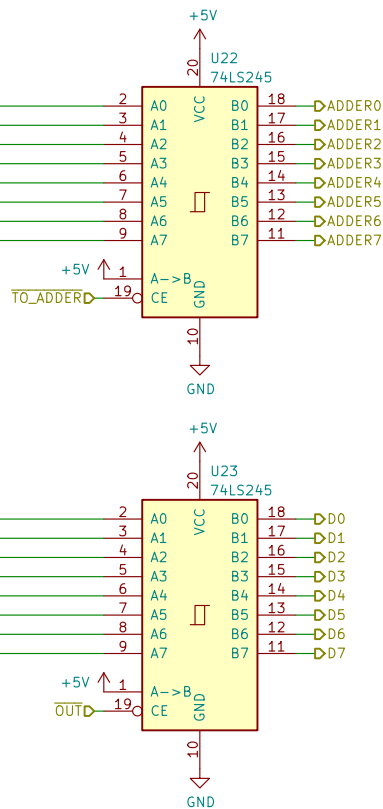 +5V
U22
74LS245
20
VCC
2 A0 B0 18 ADDER0
3 A1 B1 17 ADDER1
4 A2 B2 16 ADDER2
5 A3 B3 15 ADDER3
6 A4 B4 14 ADDER4
7 A5 B5 13 ADDER5
8 A6 B6 12 ADDER6
9 A7 B7 11 ADDER7
+5V 1 A->B
TO_ADDER 19 CE
GND
10
GND
+5V
U23
74LS245
20
VCC
2 A0 B0 18 D0
3 A1 B1 17 D1
4 A2 B2 16 D2
5 A3 B3 15 D3
6 A4 B4 14 D4
7 A5 B5 13 D5
8 A6 B6 12 D6
9 A7 B7 11 D7
+5V 1 A->B
OUT 19 CE
GND
10
GND